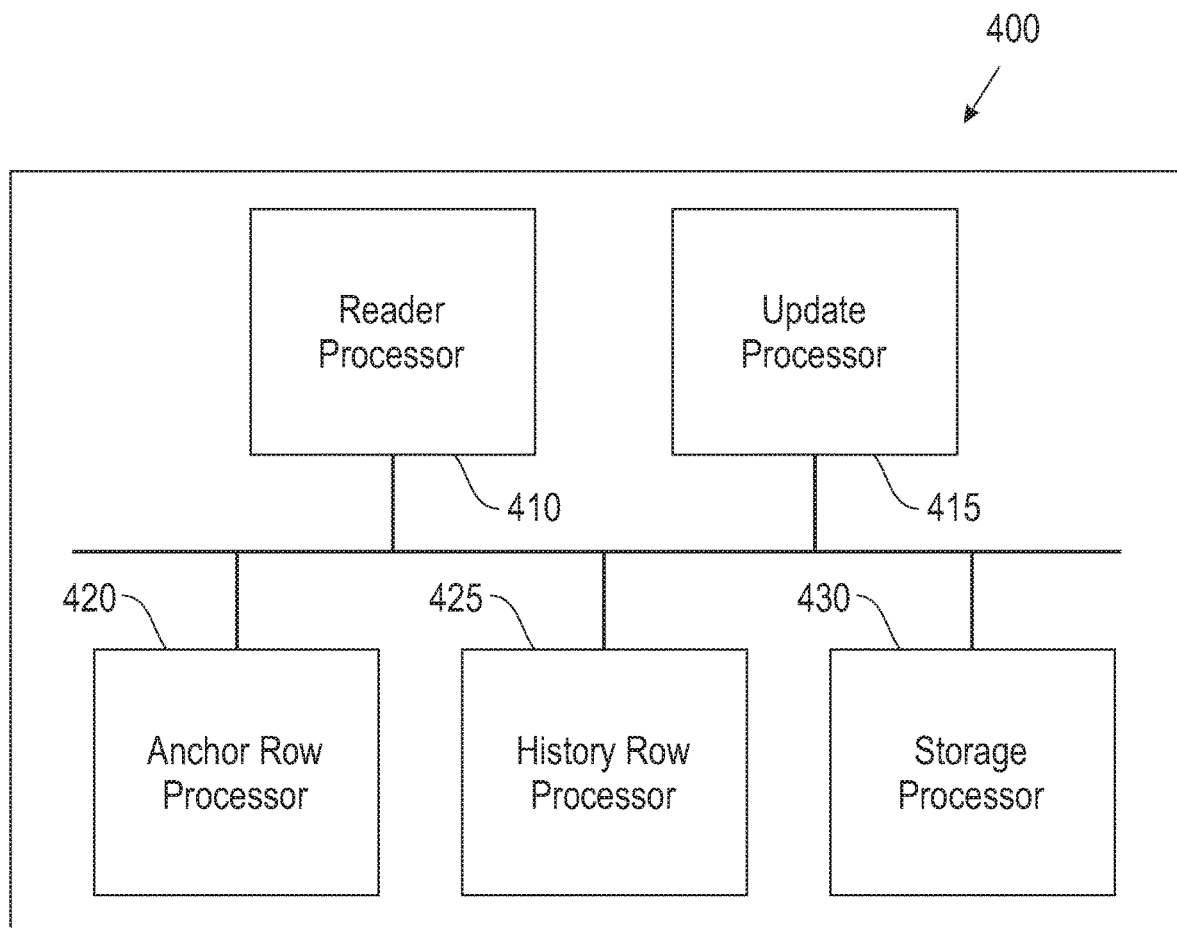 400
Reader
Processor
Update
Processor
410
415
420
425
430
Anchor Row
Processor
History Row
Processor
Storage
Processor